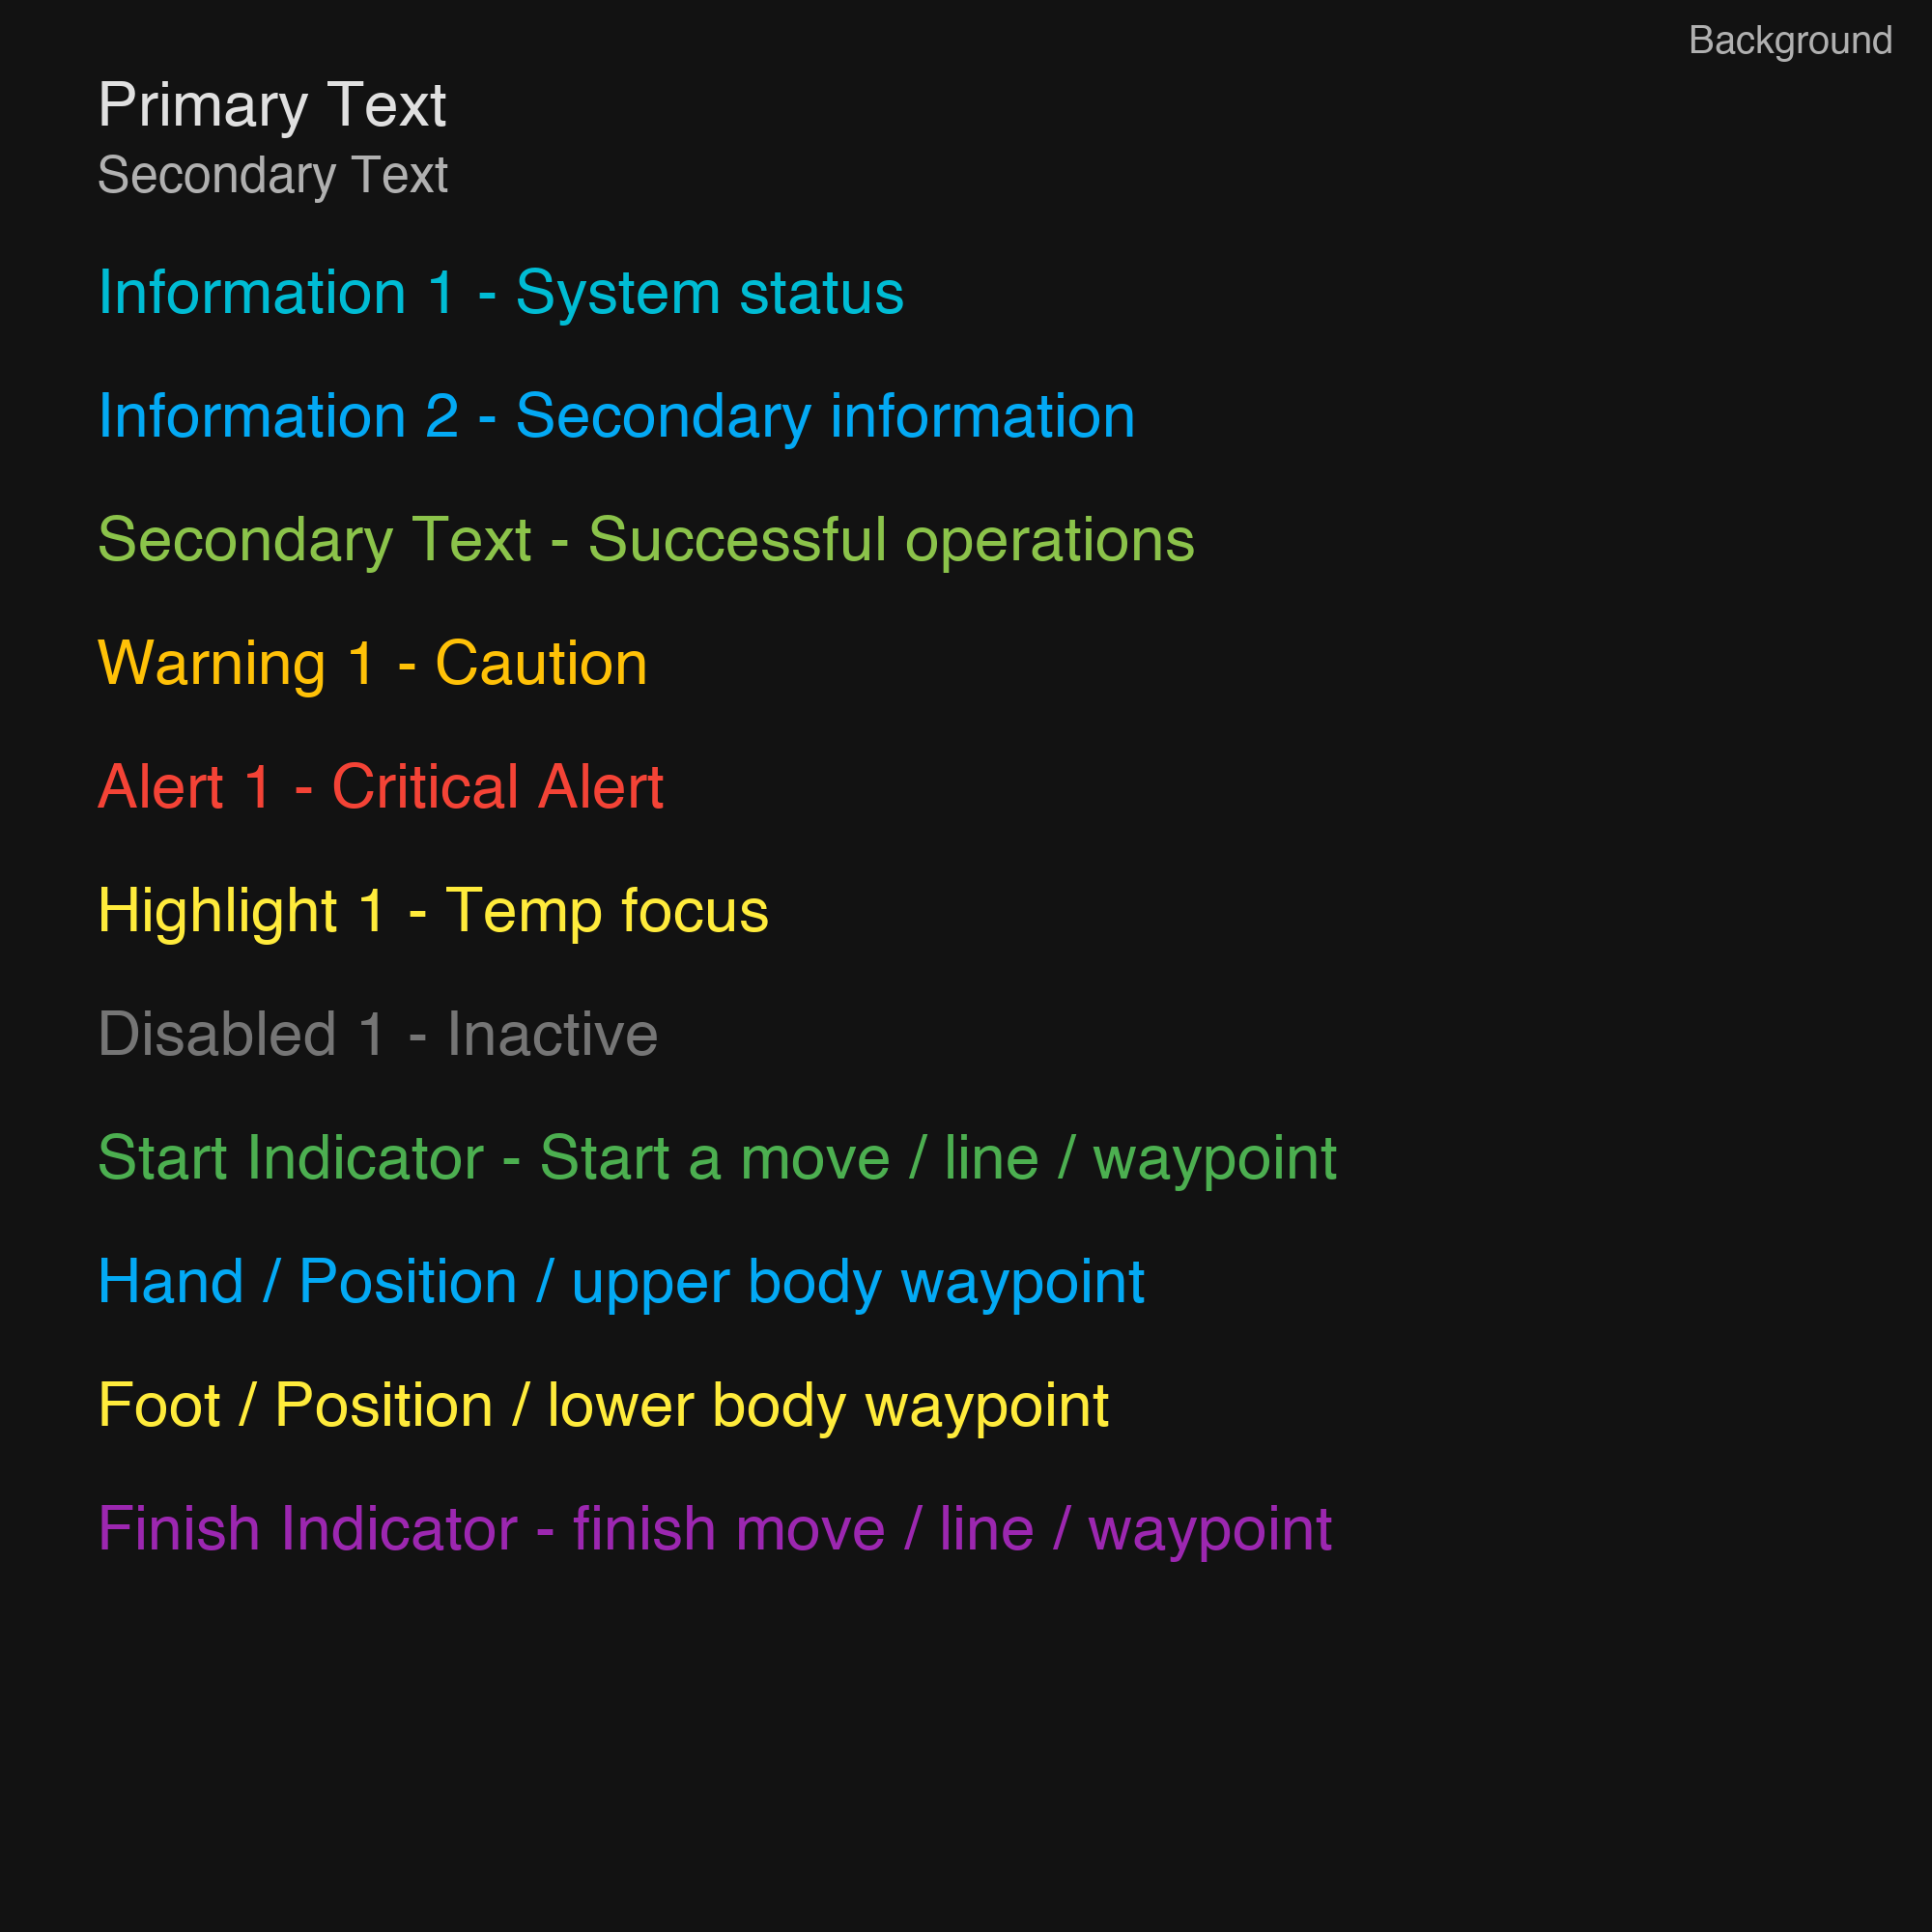 Background
Primary Text
Secondary Text
Information 1 - System status
Information 2 - Secondary information
Secondary Text - Successful operations
Warning 1 - Caution
Alert 1 - Critical Alert
Highlight 1 - Temp focus
Disabled 1 - Inactive
Start Indicator - Start a move / line / waypoint
Hand / Position / upper body waypoint
Foot / Position / lower body waypoint
Finish Indicator - finish move / line / waypoint